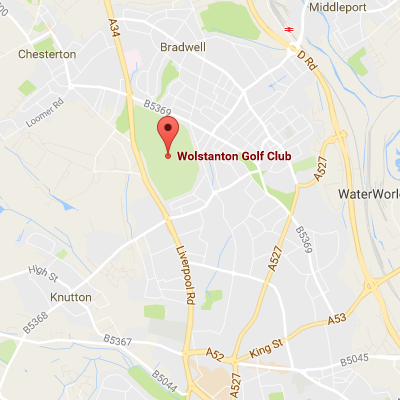 Middleport
A34
Bradwell
Chesterton
D Rd
B5369
Loomer Rd
Wolstanton Golf Club
A527
WaterWorl
B5369
A527
High St
Liverpool Rd
Knutton
B5368
B5367
A53
King St
A52
B5045
B5044
A527